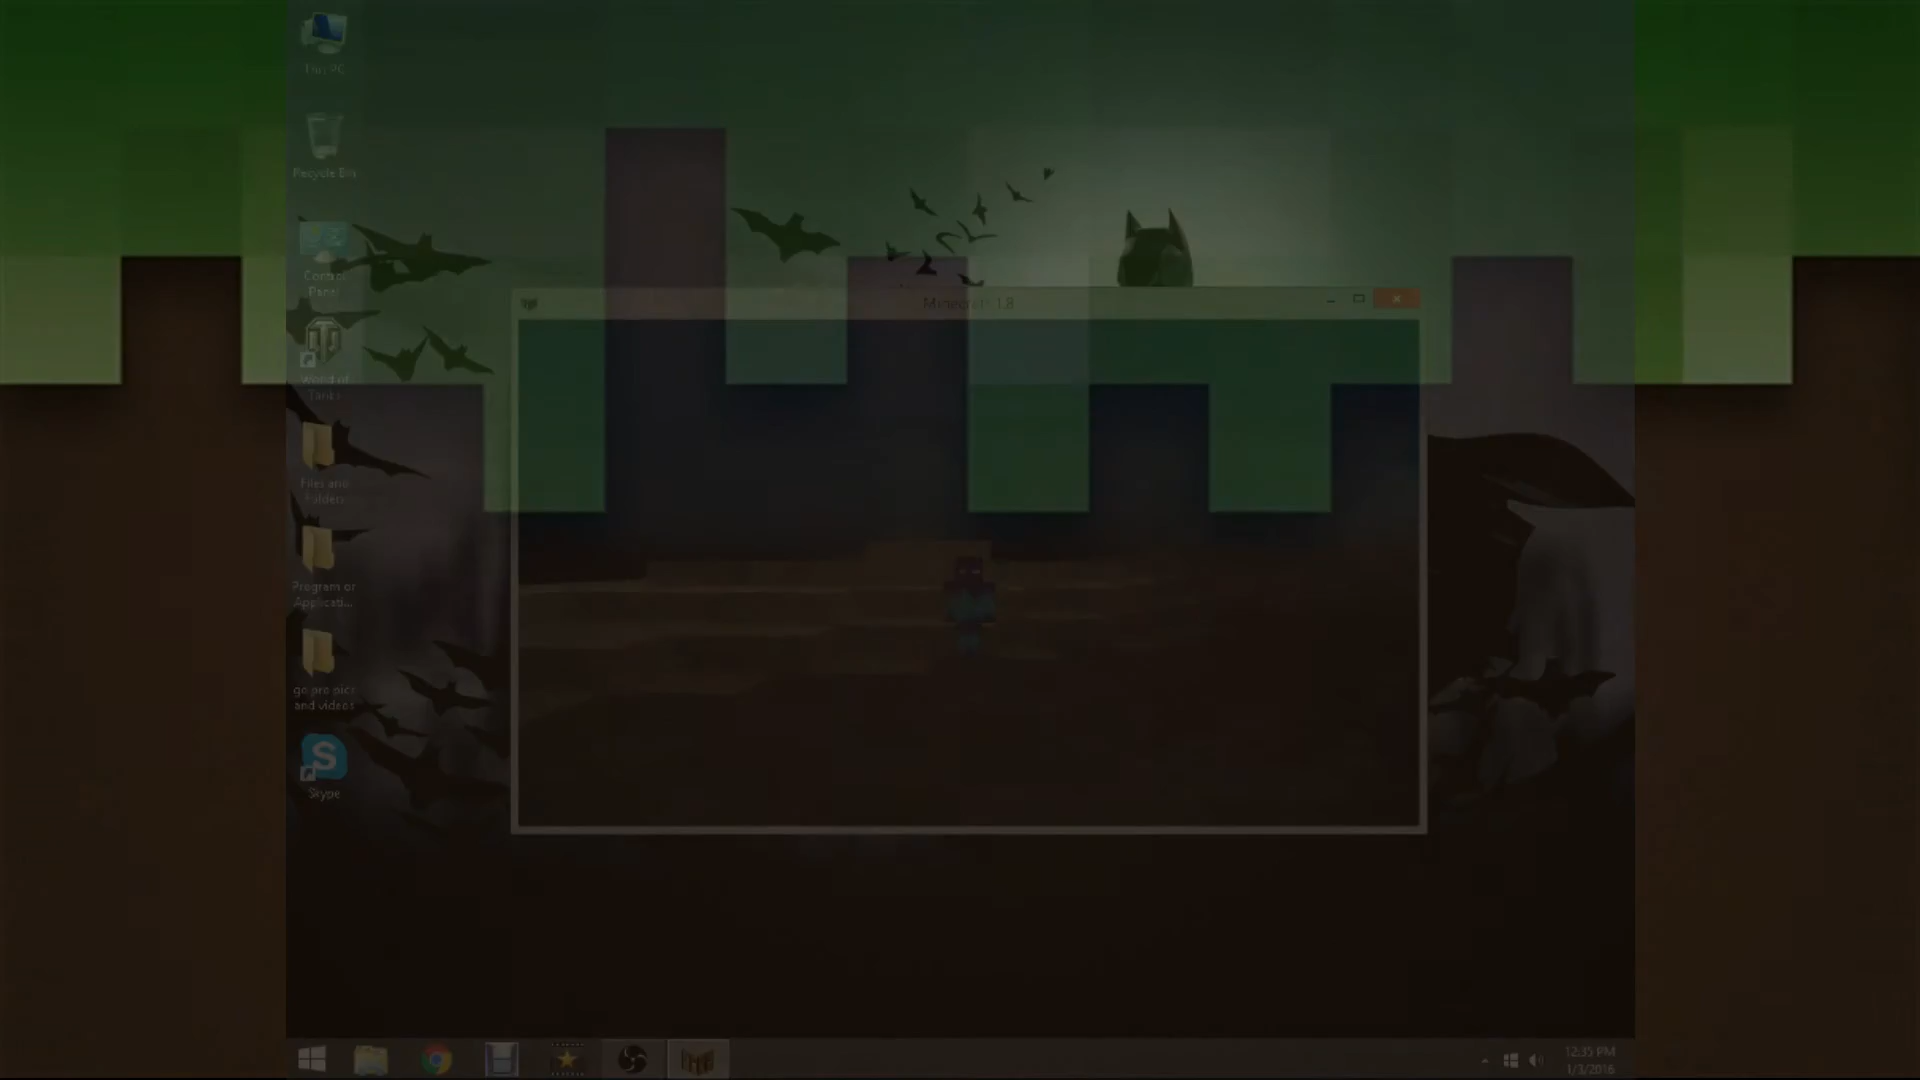 This PC
Recycle Bin
Control
Panel
World of
Tanks
Files and
Folders
Program or
Applicati...
go pro pics
and videos
S
Skype
Minecraft 1.8
12:35 PM
1/3/2016